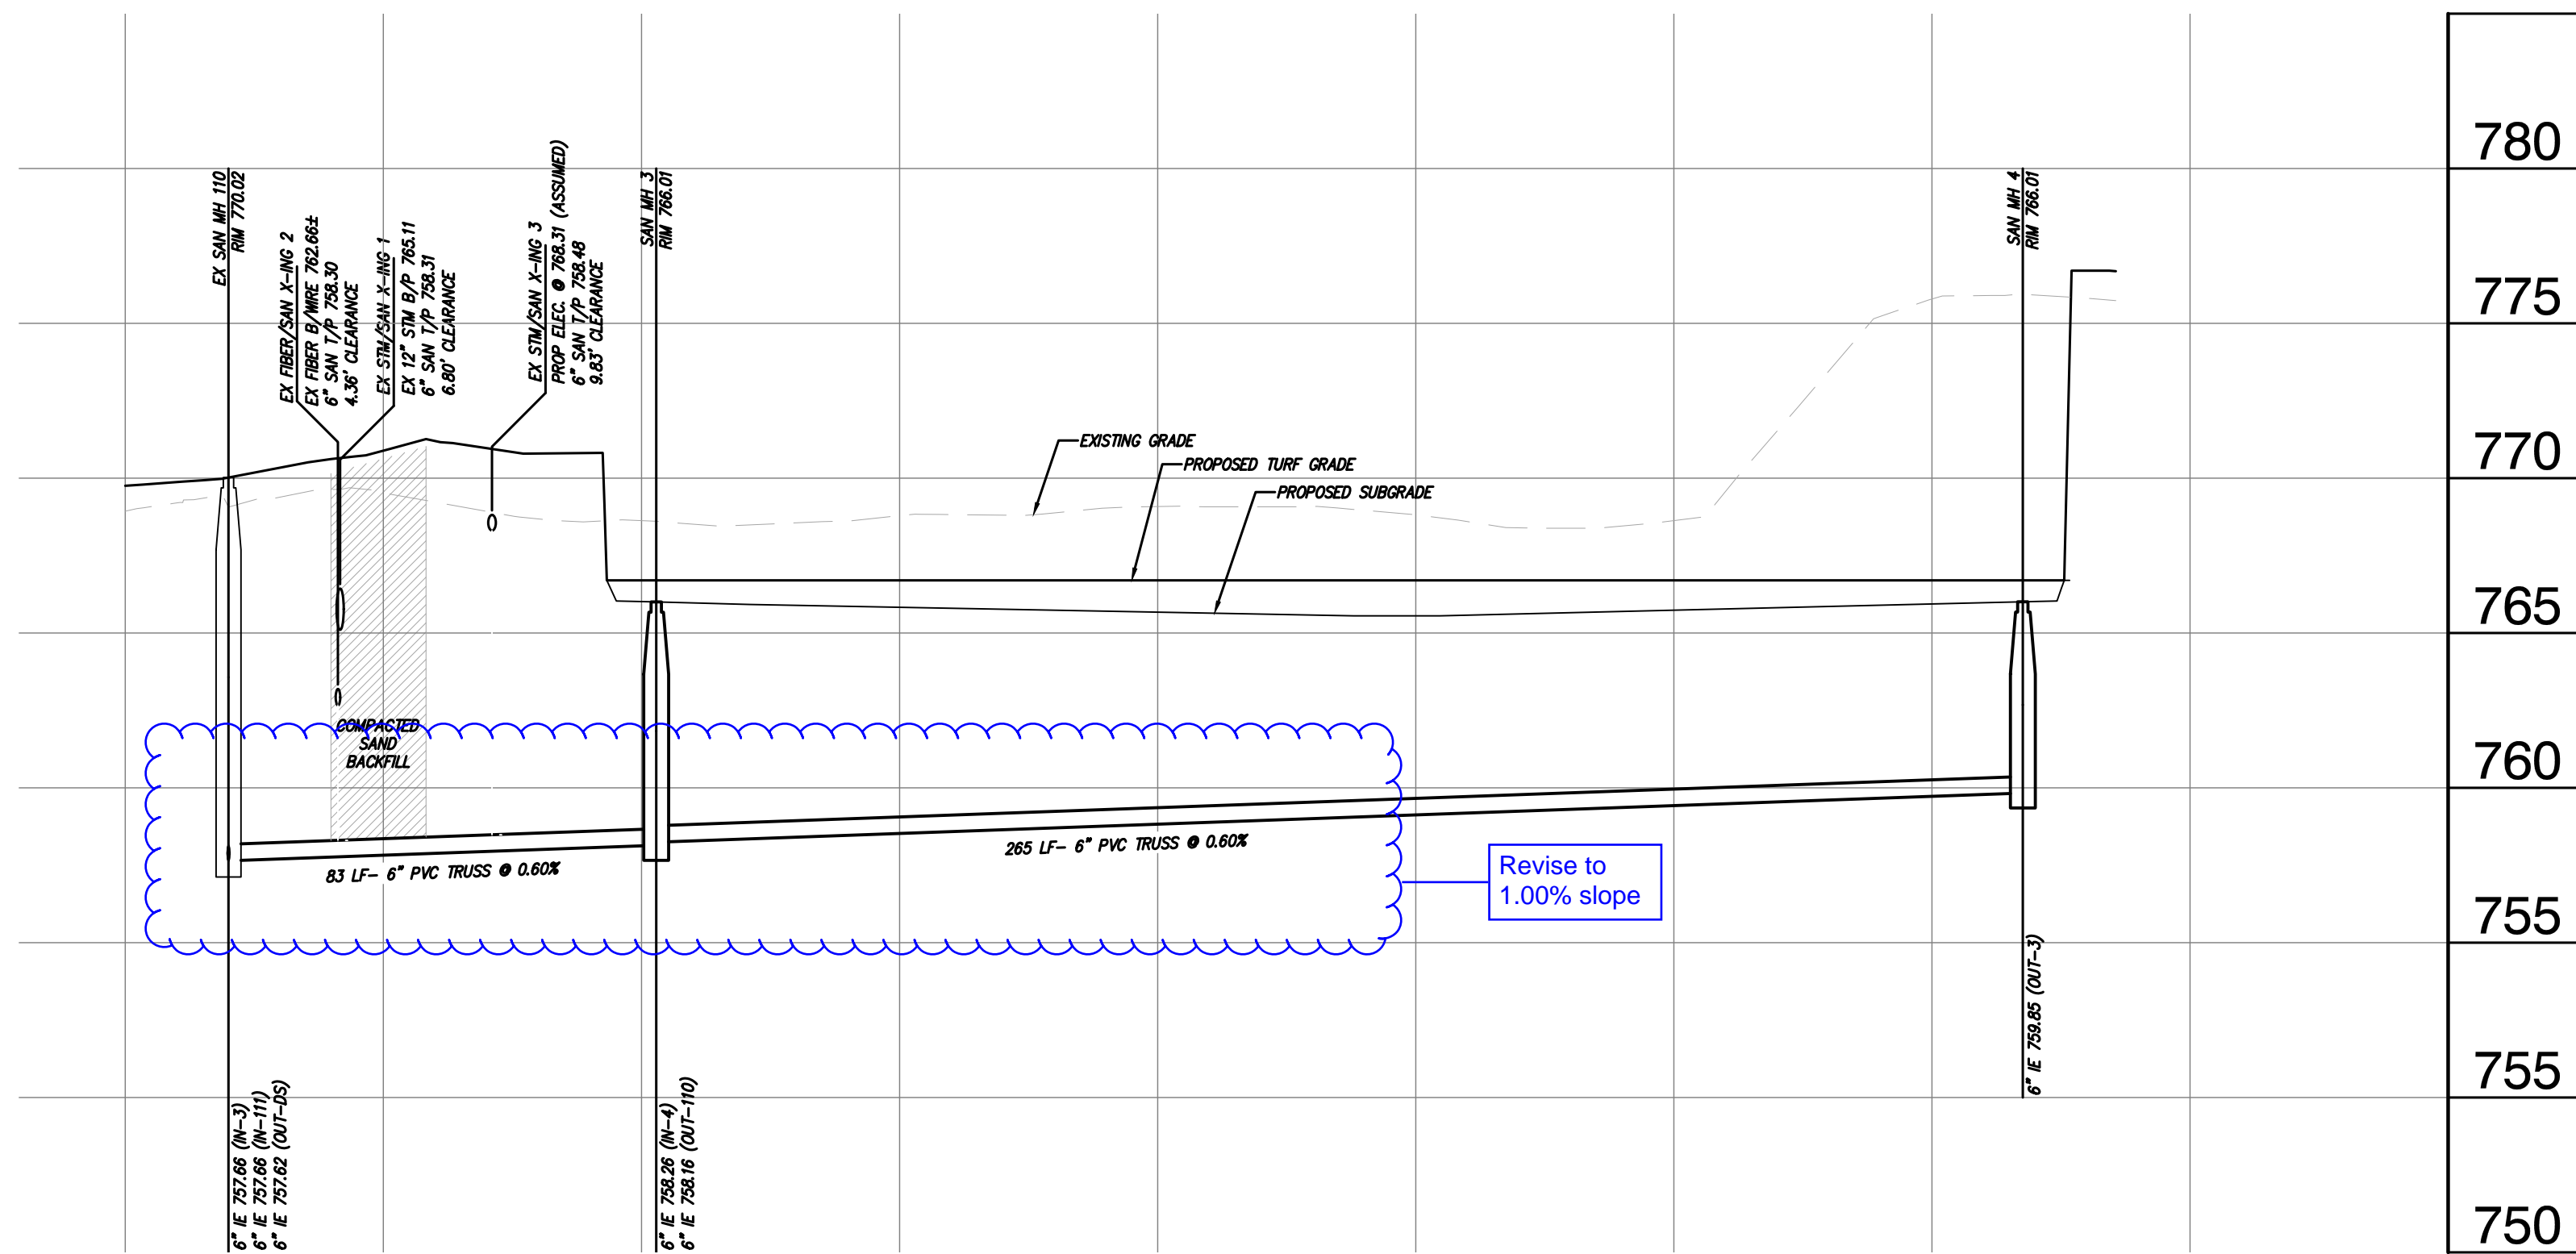 EX SAN MH 110
RIM 770.02
EX FIBER/SAN X-ING 2
EX FIBER B/WIRE 762.66±
6" SAN T/P 758.30
4.36' CLEARANCE
EX STM/SAN X-ING 1
EX 12" STM B/P 765.11
6" SAN T/P 758.31
6.80' CLEARANCE
EX STM/SAN X-ING 3
PROP ELEC. @ 768.31 (ASSUMED)
6" SAN T/P 758.48
9.83' CLEARANCE
SAN MH 3
RIM 766.01
SAN MH 4
RIM 766.01
EXISTING GRADE
PROPOSED TURF GRADE
PROPOSED SUBGRADE
COMPACTED
SAND
BACKFILL
83 LF- 6" PVC TRUSS @ 0.60%
265 LF- 6" PVC TRUSS @ 0.60%
Revise to
1.00% slope
6" IE 757.66 (IN-3)
6" IE 757.66 (IN-111)
6" IE 757.62 (OUT-DS)
6" IE 758.26 (IN-4)
6" IE 758.16 (OUT-110)
6" IE 759.85 (OUT-3)
780
775
770
765
760
755
755
750